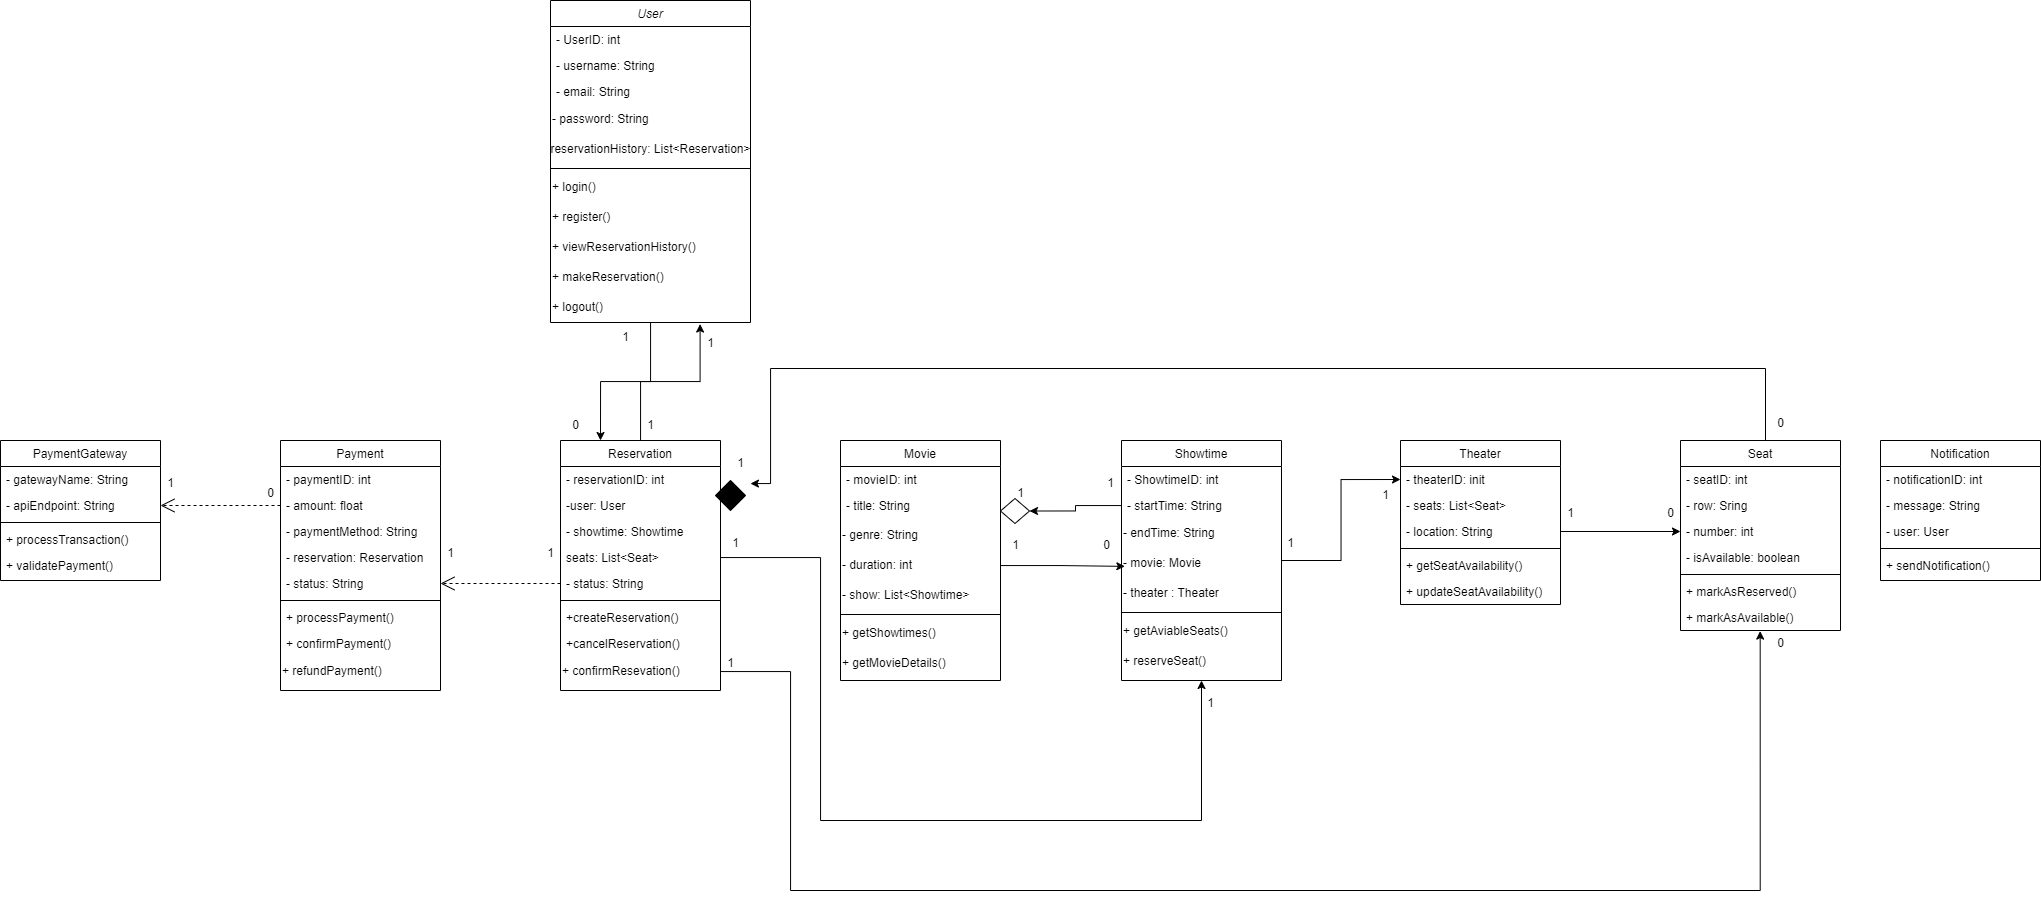 User
- UserID: int
- username: String
- email: String
- password: String
reservationHistory: List<Reservation>
+ login()
+ register()
+ viewReservationHistory()
+ makeReservation()
+ logout()
1
1
0
1
PaymentGateway
- gatewayName: String
- apiEndpoint: String
+ processTransaction()
+ validatePayment()
1
0
Payment
- paymentID: int
- amount: float
- paymentMethod: String
- reservation: Reservation
- status: String
+ processPayment()
+ confirmPayment()
+ refundPayment()
1
1
Reservation
- reservationID: int
-user: User
- showtime: Showtime
seats: List<Seat>
- status: String
+createReservation()
+cancelReservation()
+ confirmResevation()
1
1
1
Movie
- movieID: int
- title: String
- genre: String
- duration: int
- show: List<Showtime>
+ getShowtimes()
+ getMovieDetails()
1
1
1
0
Showtime
- ShowtimeID: int
- startTime: String
- endTime: String
- movie: Movie
- theater : Theater
+ getAviableSeats()
+ reserveSeat()
1
1
1
Theater
- theaterID: init
- seats: List<Seat>
- location: String
+ getSeatAvailability()
+ updateSeatAvailability()
1
0
0
Seat
- seatID: int
- row: Sring
- number: int
- isAvailable: boolean
+ markAsReserved()
+ markAsAvailable()
0
Notification
- notificationID: int
- message: String
- user: User
+ sendNotification()